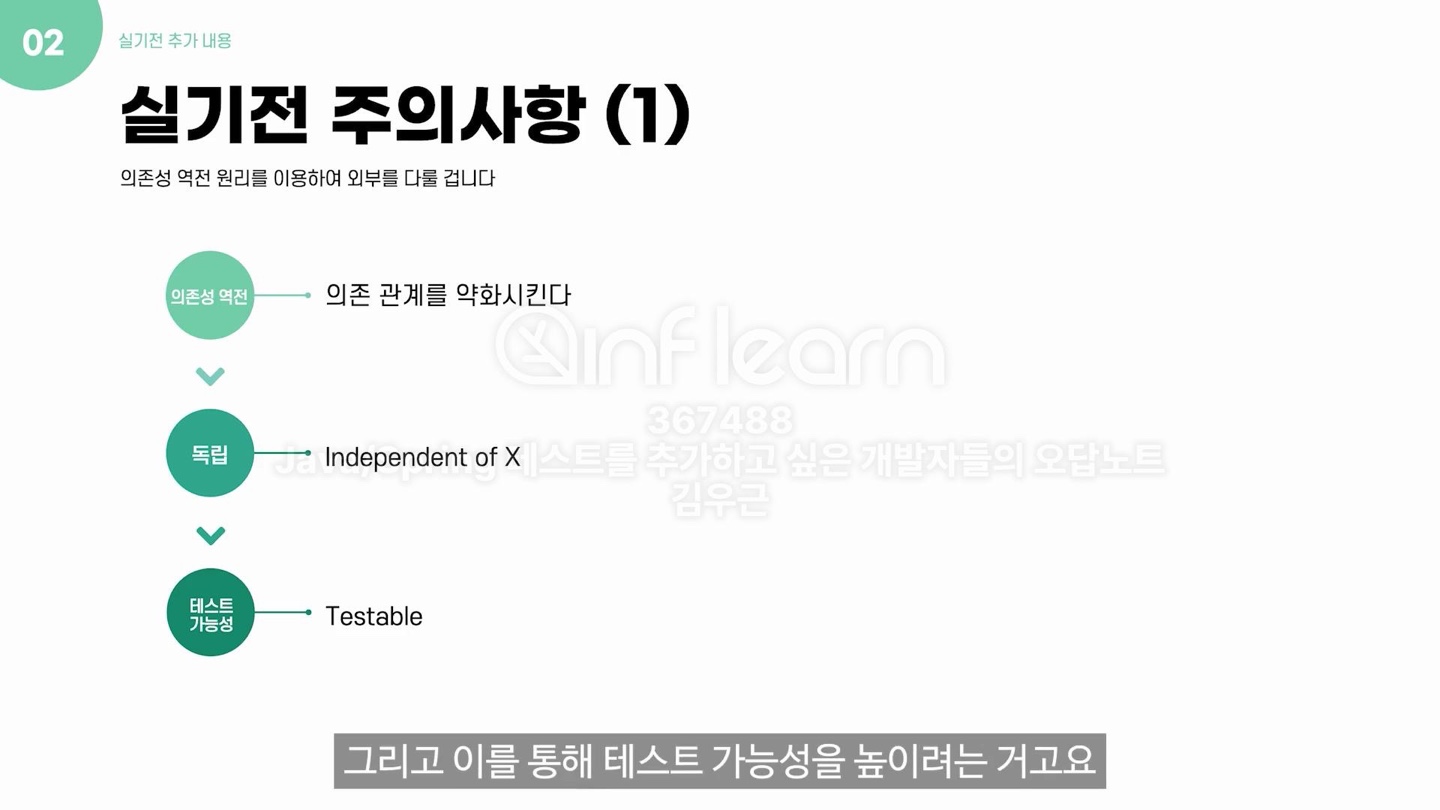 02
실기전 추가 내용
실기전 주의사항 (1)
의존성 역전 원리를 이용하여 외부를 다룰 겁니다
의존성 역전
의존 관계를 약화시킨다
inflearn
367488
Java/Spring 테스트를 추가하고 싶은 개발자들의 오답노트
김우근
독립
Independent of X
테스트
가능성
Testable
그리고 이를 통해 테스트 가능성을 높이려는 거고요